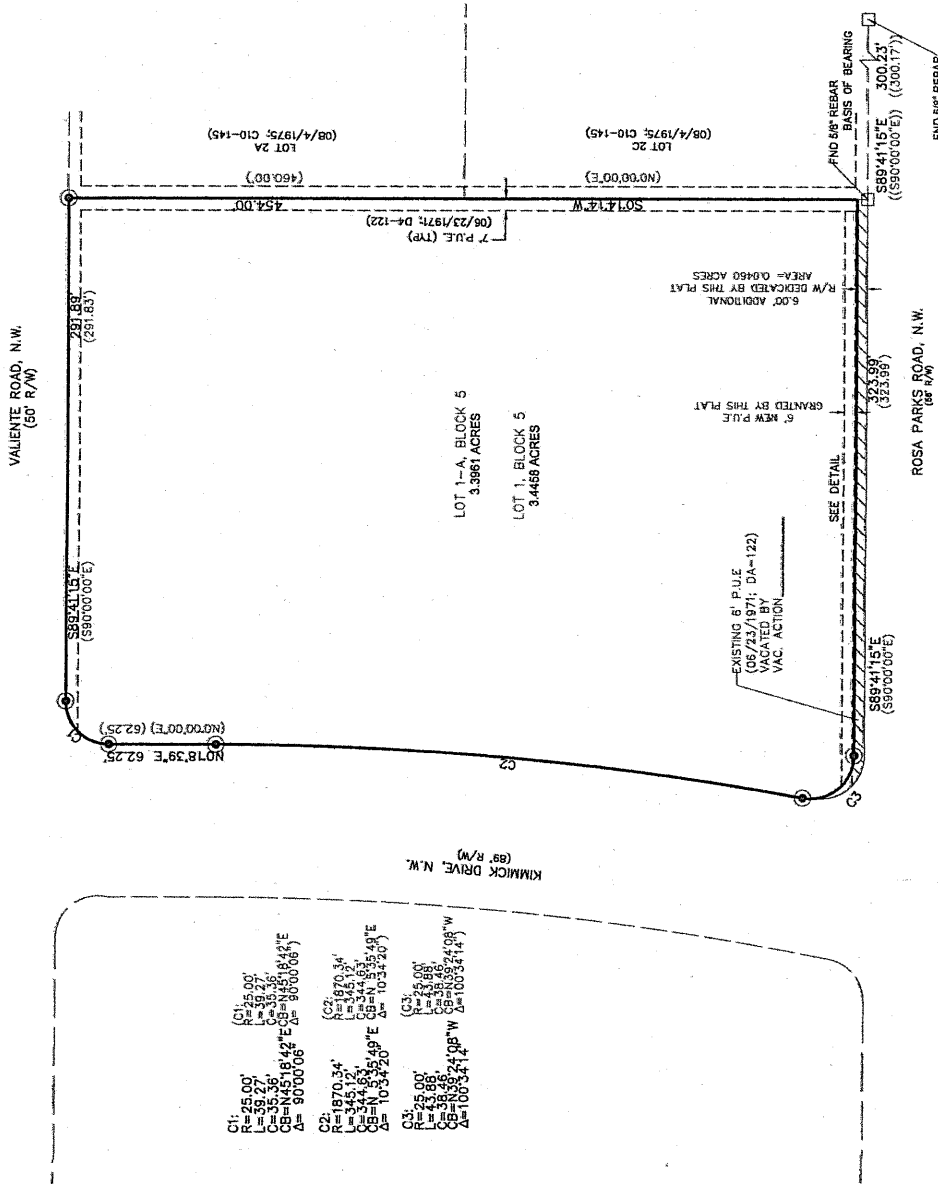 VALIENTE ROAD, N.W.
(50' R/W)
291.89'
(291.83')
S89°41'15"E
(S90°00'00"E)
C1
N0°18'39"E 62.25'
(N0°00'00"E) (62.25')
LOT 2A
(08/4/1975; C10-145)
(460.00')
454.00'
7' P.U.E. (TYP)
(06/23/1971; D4-122)
LOT 2C
(08/4/1975; C10-145)
(N0°00'00"E)
S0°14'14"W
LOT 1-A, BLOCK 5
3.3961 ACRES
LOT 1, BLOCK 5
3.4458 ACRES
6.00' ADDITIONAL
R/W DEDICATED BY THIS PLAT
AREA= 0.0460 ACRES
6' NEW P.U.E
GRANTED BY THIS PLAT
SEE DETAIL
EXISTING 6' P.U.E
(06/23/1971; DA-122)
VACATED BY
VAC. ACTION
C2
C3
FND 5/8" REBAR
BASIS OF BEARING
S89°41'15"E 300.23'
(S90°00'00"E)) ((300.17'))
FND 5/8" REBAR
323.99'
(323.99')
S89°41'15"E
(S90°00'00"E)
ROSA PARKS ROAD, N.W.
KIMMICK DRIVE, N.W.
(89' R/W)
C1:
R=25.00'
L=39.27'
C=35.36'
CB=N45°18'42"E
Δ= 90°00'06"
(C1:
R=25.00'
L=39.27'
C=35.36'
CB=N45°18'42"E
Δ= 90°00'06")
C2:
R=1870.34'
L=345.12'
C=344.63'
CB=N 5°35'49"E
Δ= 10°34'20"
(C2:
R=1870.34'
L=345.12'
C=344.63'
CB=N 5°35'49"E
Δ= 10°34'20")
C3:
R=25.00'
L=43.88'
C=38.46'
CB=N39°24'08"W
Δ=100°34'14"
(C3:
R=25.00'
L=43.88'
C=38.46'
CB=N39°24'08"W
Δ=100°34'14")